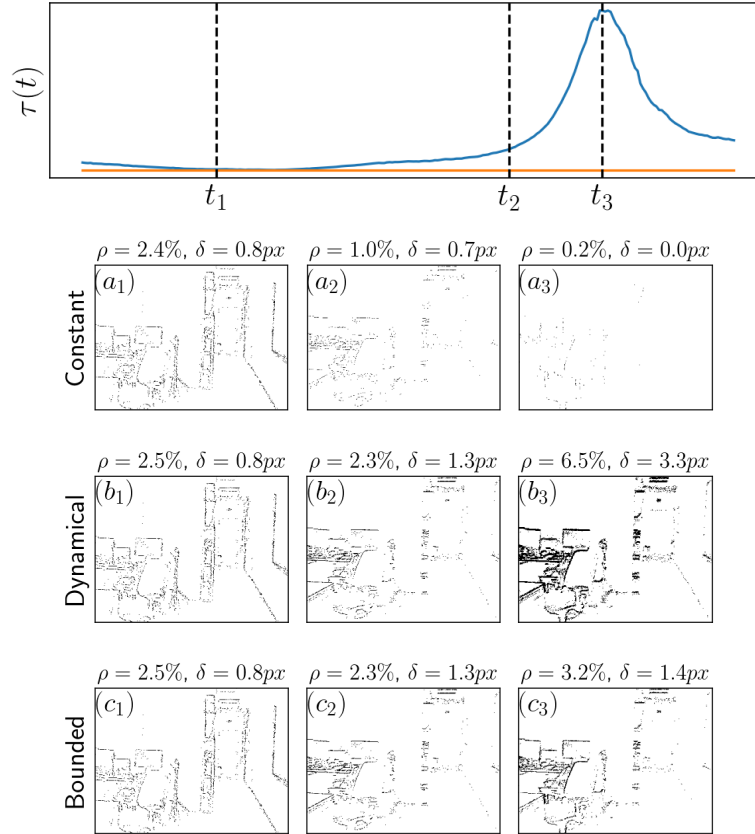 τ(t)
t₁ t₂ t₃
ρ = 2.4%, δ = 0.8px ρ = 1.0%, δ = 0.7px ρ = 0.2%, δ = 0.0px
Constant (a₁) (a₂) (a₃)
ρ = 2.5%, δ = 0.8px ρ = 2.3%, δ = 1.3px ρ = 6.5%, δ = 3.3px
Dynamical (b₁) (b₂) (b₃)
ρ = 2.5%, δ = 0.8px ρ = 2.3%, δ = 1.3px ρ = 3.2%, δ = 1.4px
Bounded (c₁) (c₂) (c₃)